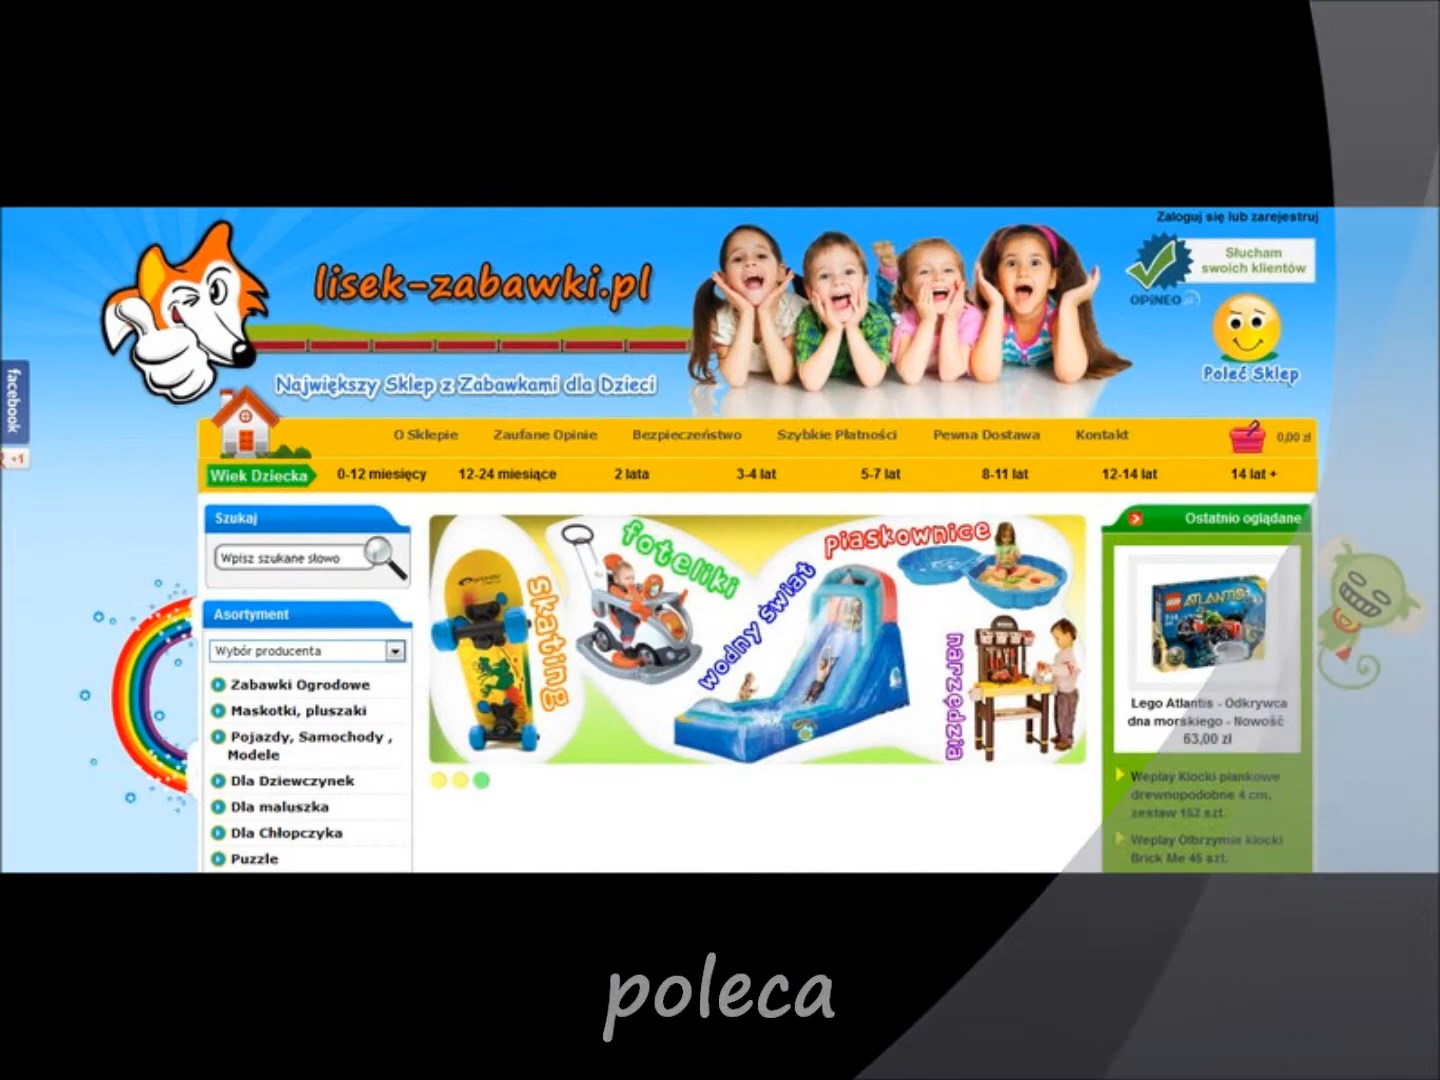 Zaloguj się lub zarejestruj
lisek-zabawki.pl
Słucham
swoich klientów
OPINEO
Największy Sklep z Zabawkami dla Dzieci
Poleć Sklep
facebook
+1
O Sklepie Zaufane Opinie Bezpieczeństwo Szybkie Płatności Pewna Dostawa Kontakt 0,00 zł
Wiek Dziecka 0-12 miesięcy 12-24 miesiące 2 lata 3-4 lat 5-7 lat 8-11 lat 12-14 lat 14 lat +
Szukaj
Wpisz szukane słowo
Asortyment
Wybór producenta
Zabawki Ogrodowe
Maskotki, pluszaki
Pojazdy, Samochody ,
Modele
Dla Dziewczynek
Dla maluszka
Dla Chłopczyka
Puzzle
skating
foteliki
wodny świat
piaskownice
narzędzia
Ostatnio oglądane
LEGO ATLANTIS
Lego Atlantis - Odkrywca
dna morskiego - Nowość
63,00 zł
Weplay Klocki piankowe
drewnopodobne 4 cm.
zestaw 152 szt.
Weplay Olbrzymie klocki
Brick Me 45 szt.
poleca